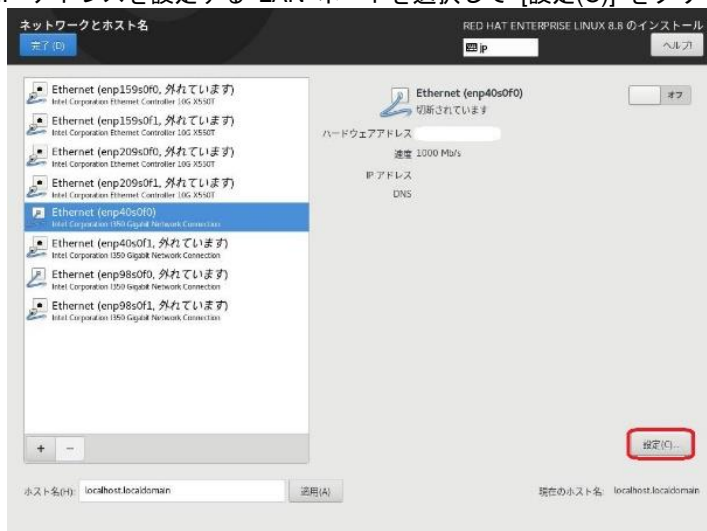 ネットワークとホスト名
RED HAT ENTERPRISE LINUX 8.8 のインストール
完了(D)
jp
ヘルプ!
Ethernet (enp159s0f0, 外れています)
Intel Corporation Ethernet Controller 10G X550T
Ethernet (enp159s0f1, 外れています)
Intel Corporation Ethernet Controller 10G X550T
Ethernet (enp209s0f0, 外れています)
Intel Corporation Ethernet Controller 10G X550T
Ethernet (enp209s0f1, 外れています)
Intel Corporation Ethernet Controller 10G X550T
Ethernet (enp40s0f0)
Intel Corporation I350 Gigabit Network Connection
Ethernet (enp40s0f1, 外れています)
Intel Corporation I350 Gigabit Network Connection
Ethernet (enp98s0f0, 外れています)
Intel Corporation I350 Gigabit Network Connection
Ethernet (enp98s0f1, 外れています)
Intel Corporation I350 Gigabit Network Connection
Ethernet (enp40s0f0)
切断されています
オフ
ハードウェアアドレス
速度 1000 Mb/s
IP アドレス
DNS
+ −
設定(C)...
ホスト名(H): localhost.localdomain
適用(A)
現在のホスト名: localhost.localdomain